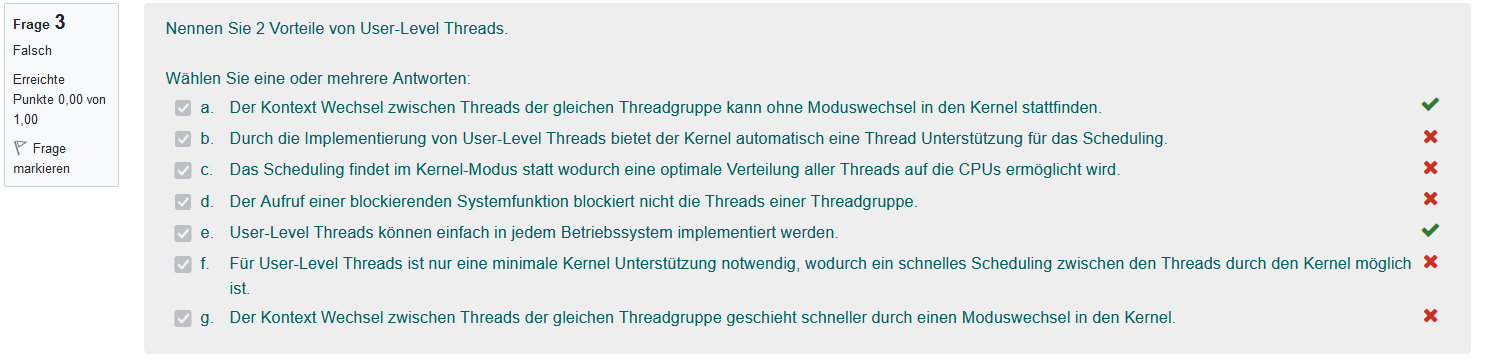 Frage 3
Falsch
Erreichte
Punkte 0,00 von
1,00
Frage
markieren
Nennen Sie 2 Vorteile von User-Level Threads.
Wählen Sie eine oder mehrere Antworten:
a. Der Kontext Wechsel zwischen Threads der gleichen Threadgruppe kann ohne Moduswechsel in den Kernel stattfinden.
b. Durch die Implementierung von User-Level Threads bietet der Kernel automatisch eine Thread Unterstützung für das Scheduling.
c. Das Scheduling findet im Kernel-Modus statt wodurch eine optimale Verteilung aller Threads auf die CPUs ermöglicht wird.
d. Der Aufruf einer blockierenden Systemfunktion blockiert nicht die Threads einer Threadgruppe.
e. User-Level Threads können einfach in jedem Betriebssystem implementiert werden.
f. Für User-Level Threads ist nur eine minimale Kernel Unterstützung notwendig, wodurch ein schnelles Scheduling zwischen den Threads durch den Kernel möglich
ist.
g. Der Kontext Wechsel zwischen Threads der gleichen Threadgruppe geschieht schneller durch einen Moduswechsel in den Kernel.